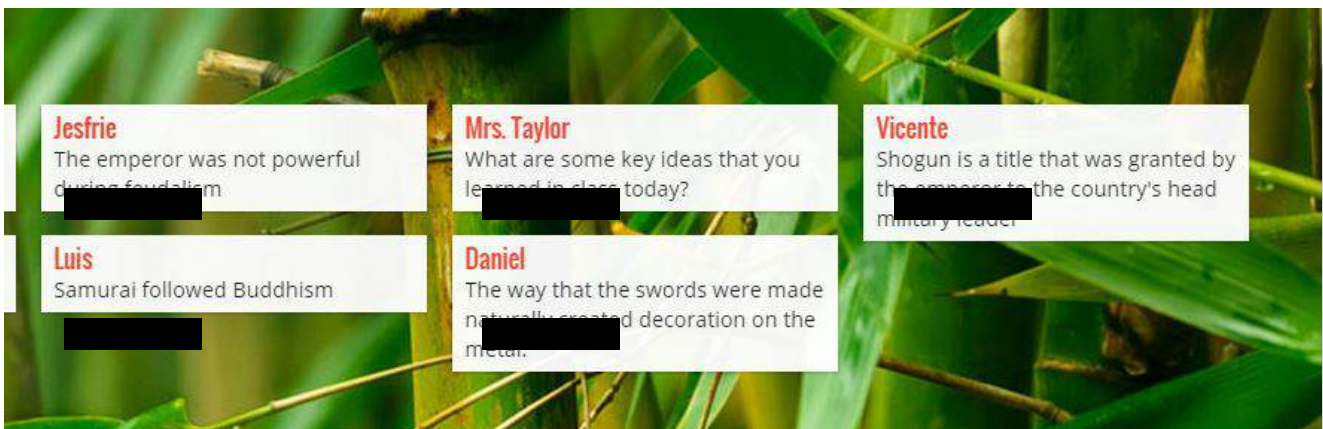 Jesfrie
The emperor was not powerful
during feudalism
Luis
Samurai followed Buddhism
Mrs. Taylor
What are some key ideas that you
learned in class today?
Daniel
The way that the swords were made
naturally created decoration on the
metal.
Vicente
Shogun is a title that was granted by
the emperor to the country's head
military leader